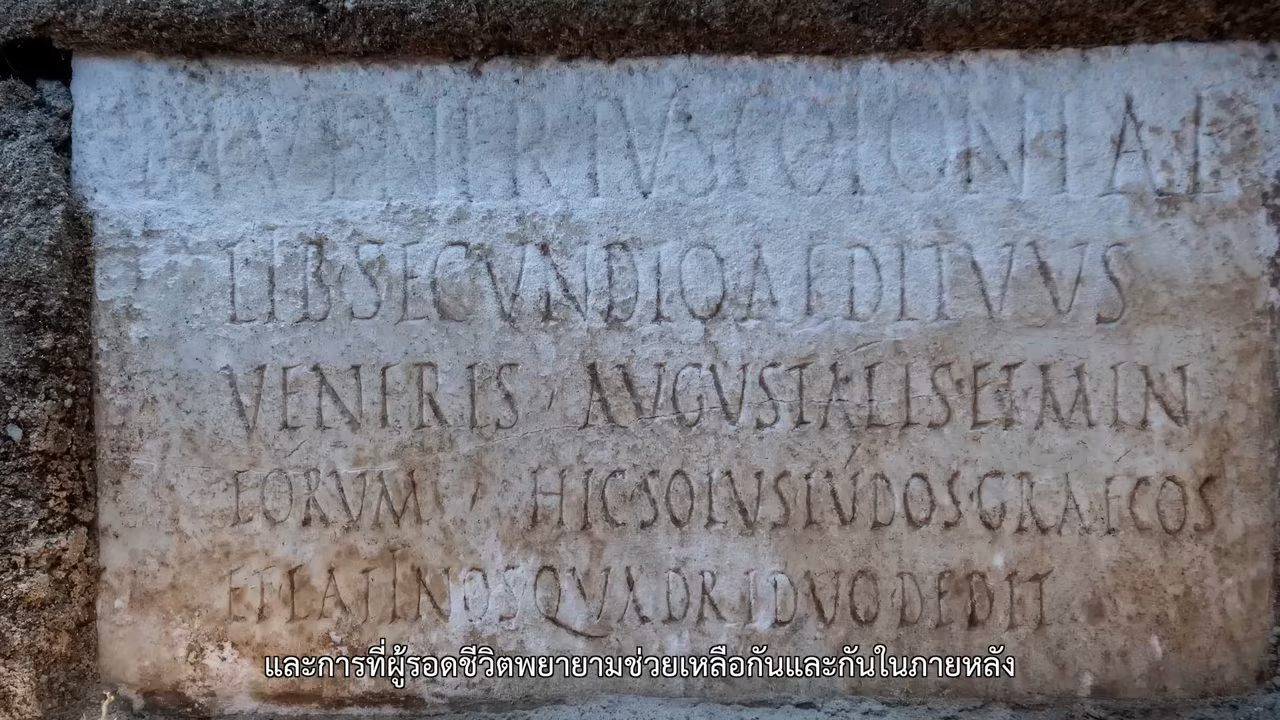 M VENERIVS COLONIAE
LIB·SECVNDIO AEDITVVS
VENERIS · AVGVSTALIS·ET·MIN
EÓRVM · HIC·SOLVS·LÚDOS·GRAECOS
ET LATINOS QVADRIDVO DEDIT
และการที่ผู้รอดชีวิตพยายามช่วยเหลือกันและกันในภายหลัง